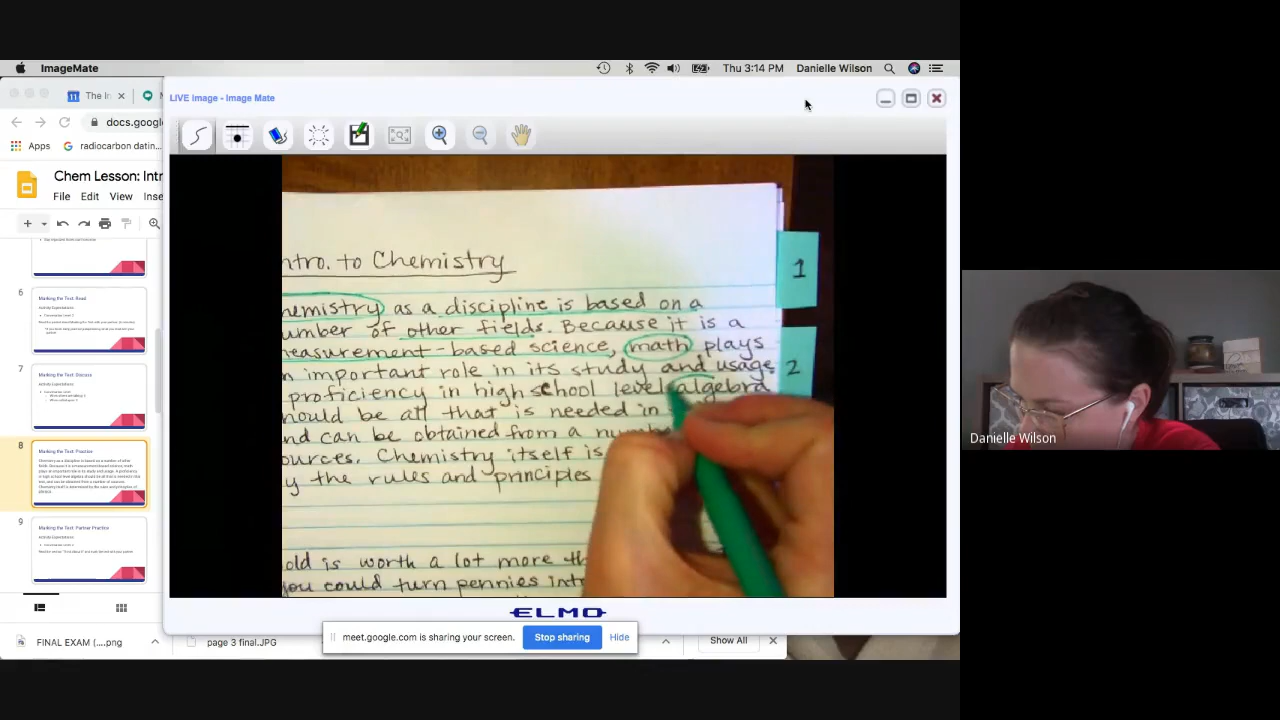 ImageMate
Thu 3:14 PM Danielle Wilson
The In
LIVE Image - Image Mate
docs.google
Apps radiocarbon datin...
Chem Lesson: Intr
File Edit View Inse
6
Marking the Text: Read
7
Marking the Text: Discuss
8
Marking the Text: Practice
9
Marking the Text: Partner Practice
ntro. to Chemistry
1
hemistry as a disipine is based on a
umber of other fields. Because it is a
measurement based science, math plays
n important role i its study and usage
2
proficiency in high school level algebra
hould be all that is needed in
nd can be obtained from a numbe
ources. Chemistry itself is
y the rules and principles
old is worth a lot more th
you could turn pennies int
ELMO
meet.google.com is sharing your screen. Stop sharing Hide
FINAL EXAM (....png page 3 final.JPG Show All
Danielle Wilson